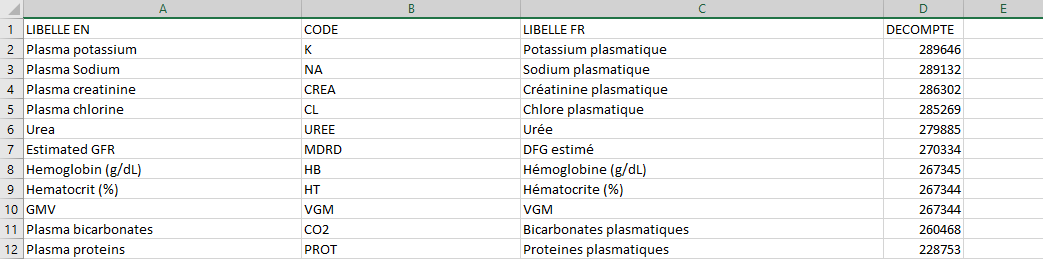 A B C D E
1 LIBELLE EN CODE LIBELLE FR DECOMPTE
2 Plasma potassium K Potassium plasmatique 289646
3 Plasma Sodium NA Sodium plasmatique 289132
4 Plasma creatinine CREA Créatinine plasmatique 286302
5 Plasma chlorine CL Chlore plasmatique 285269
6 Urea UREE Urée 279885
7 Estimated GFR MDRD DFG estimé 270334
8 Hemoglobin (g/dL) HB Hémoglobine (g/dL) 267345
9 Hematocrit (%) HT Hématocrite (%) 267344
10 GMV VGM VGM 267344
11 Plasma bicarbonates CO2 Bicarbonates plasmatiques 260468
12 Plasma proteins PROT Proteines plasmatiques 228753